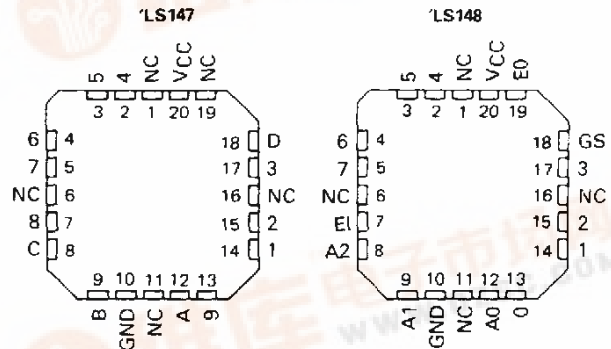 'LS147
5 4 NC VCC NC
3 2 1 20 19
6 4 18 D
7 5 17 3
NC 6 16 NC
8 7 15 2
C 8 14 1
9 10 11 12 13
B GND NC A 9
'LS148
5 4 NC VCC E0
3 2 1 20 19
6 4 18 GS
7 5 17 3
NC 6 16 NC
EI 7 15 2
A2 8 14 1
9 10 11 12 13
A1 GND NC A0 0